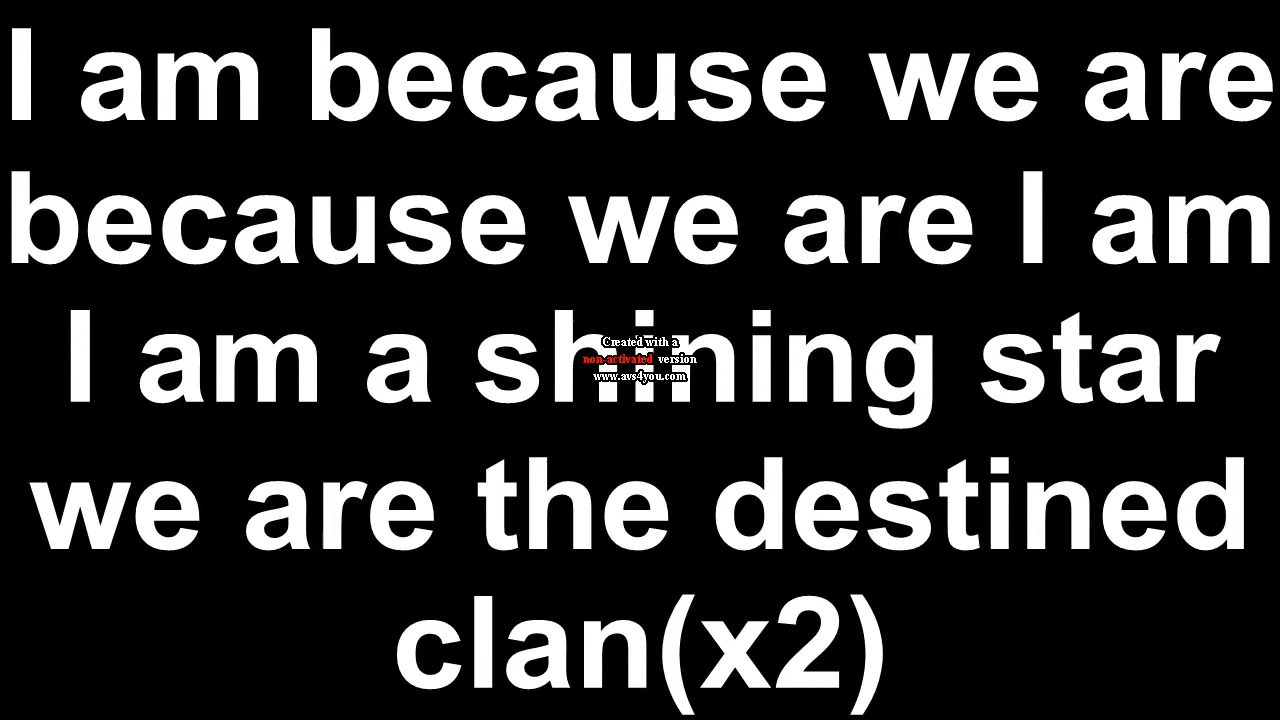 I am because we are
because we are I am
I am a shining star
Created with a
non-activated version
www.avs4you.com
we are the destined
clan(x2)